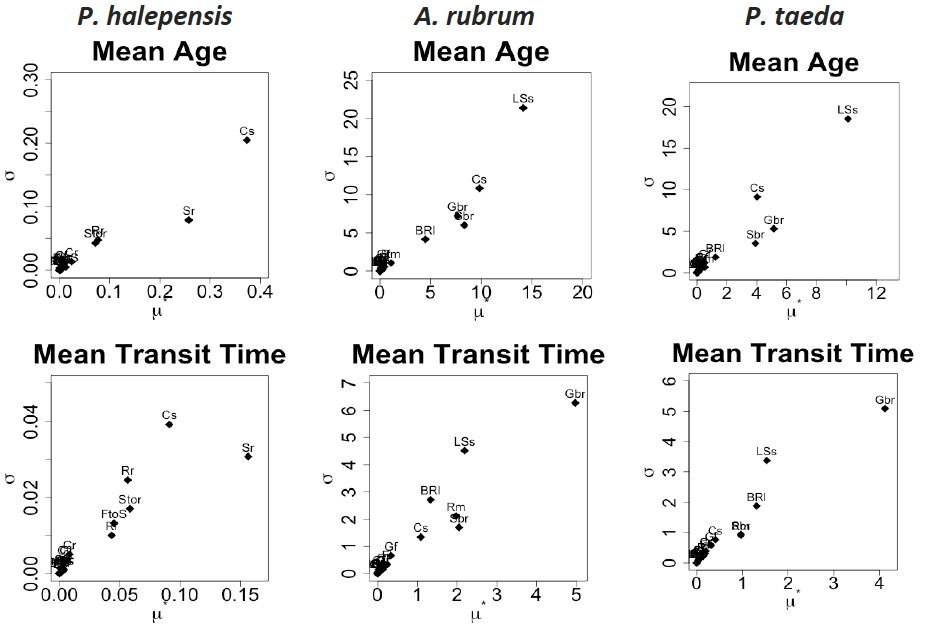 P. halepensis A. rubrum P. taeda
Mean Age Mean Age Mean Age
0.30
0.20
0.10
0.00
σ
Cs
Sr
Rr
Stor
Cr
0.0 0.1 0.2 0.3 0.4
μ*
25
20
15
10
5
0
σ
LSs
Cs
Gbr
Sbr
BRl
0 5 10 15 20
μ*
20
15
10
5
0
σ
LSs
Cs
Gbr
Sbr
BRl
0 2 4 6 8 12
μ*
Mean Transit Time Mean Transit Time Mean Transit Time
0.04
0.02
0.00
σ
Cs
Sr
Rr
Stor
FtoS
Cr
0.00 0.05 0.10 0.15
μ*
7
6
5
4
3
2
1
0
σ
Gbr
LSs
BRl
Rm
Sbr
Cs
Gf
0 1 2 3 4 5
μ*
6
5
4
3
2
1
0
σ
Gbr
LSs
BRl
Cs
0 1 2 3 4
μ*